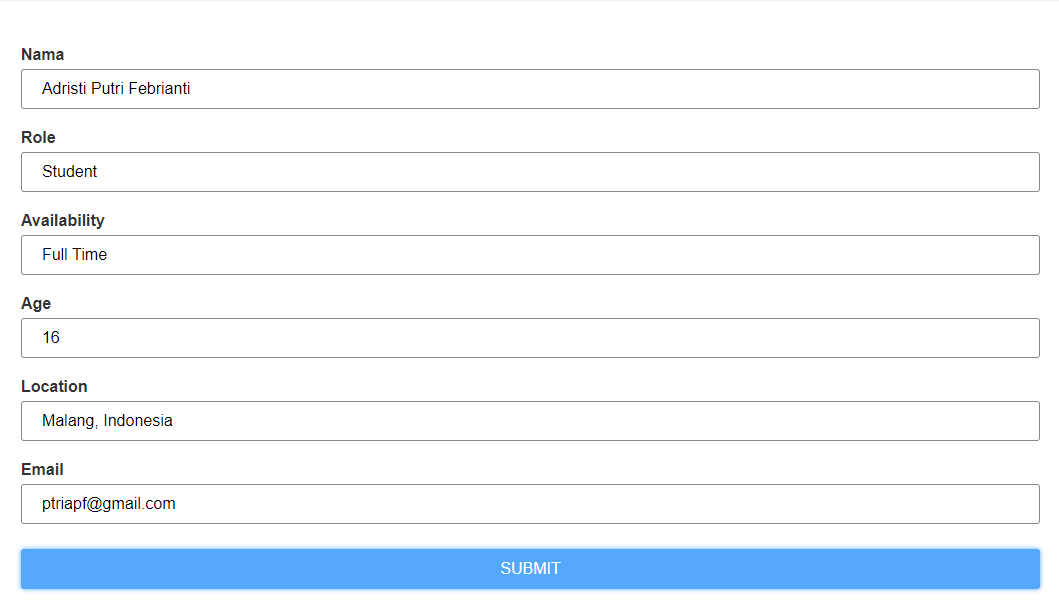 Nama
Adristi Putri Febrianti
Role
Student
Availability
Full Time
Age
16
Location
Malang, Indonesia
Email
ptriapf@gmail.com
SUBMIT